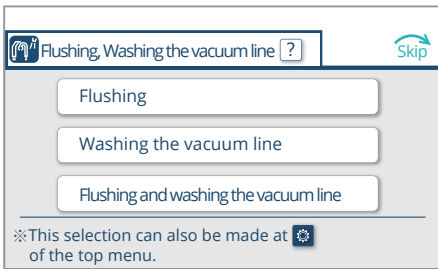 Flushing, Washing the vacuum line ?
Skip
Flushing
Washing the vacuum line
Flushing and washing the vacuum line
※This selection can also be made at
of the top menu.